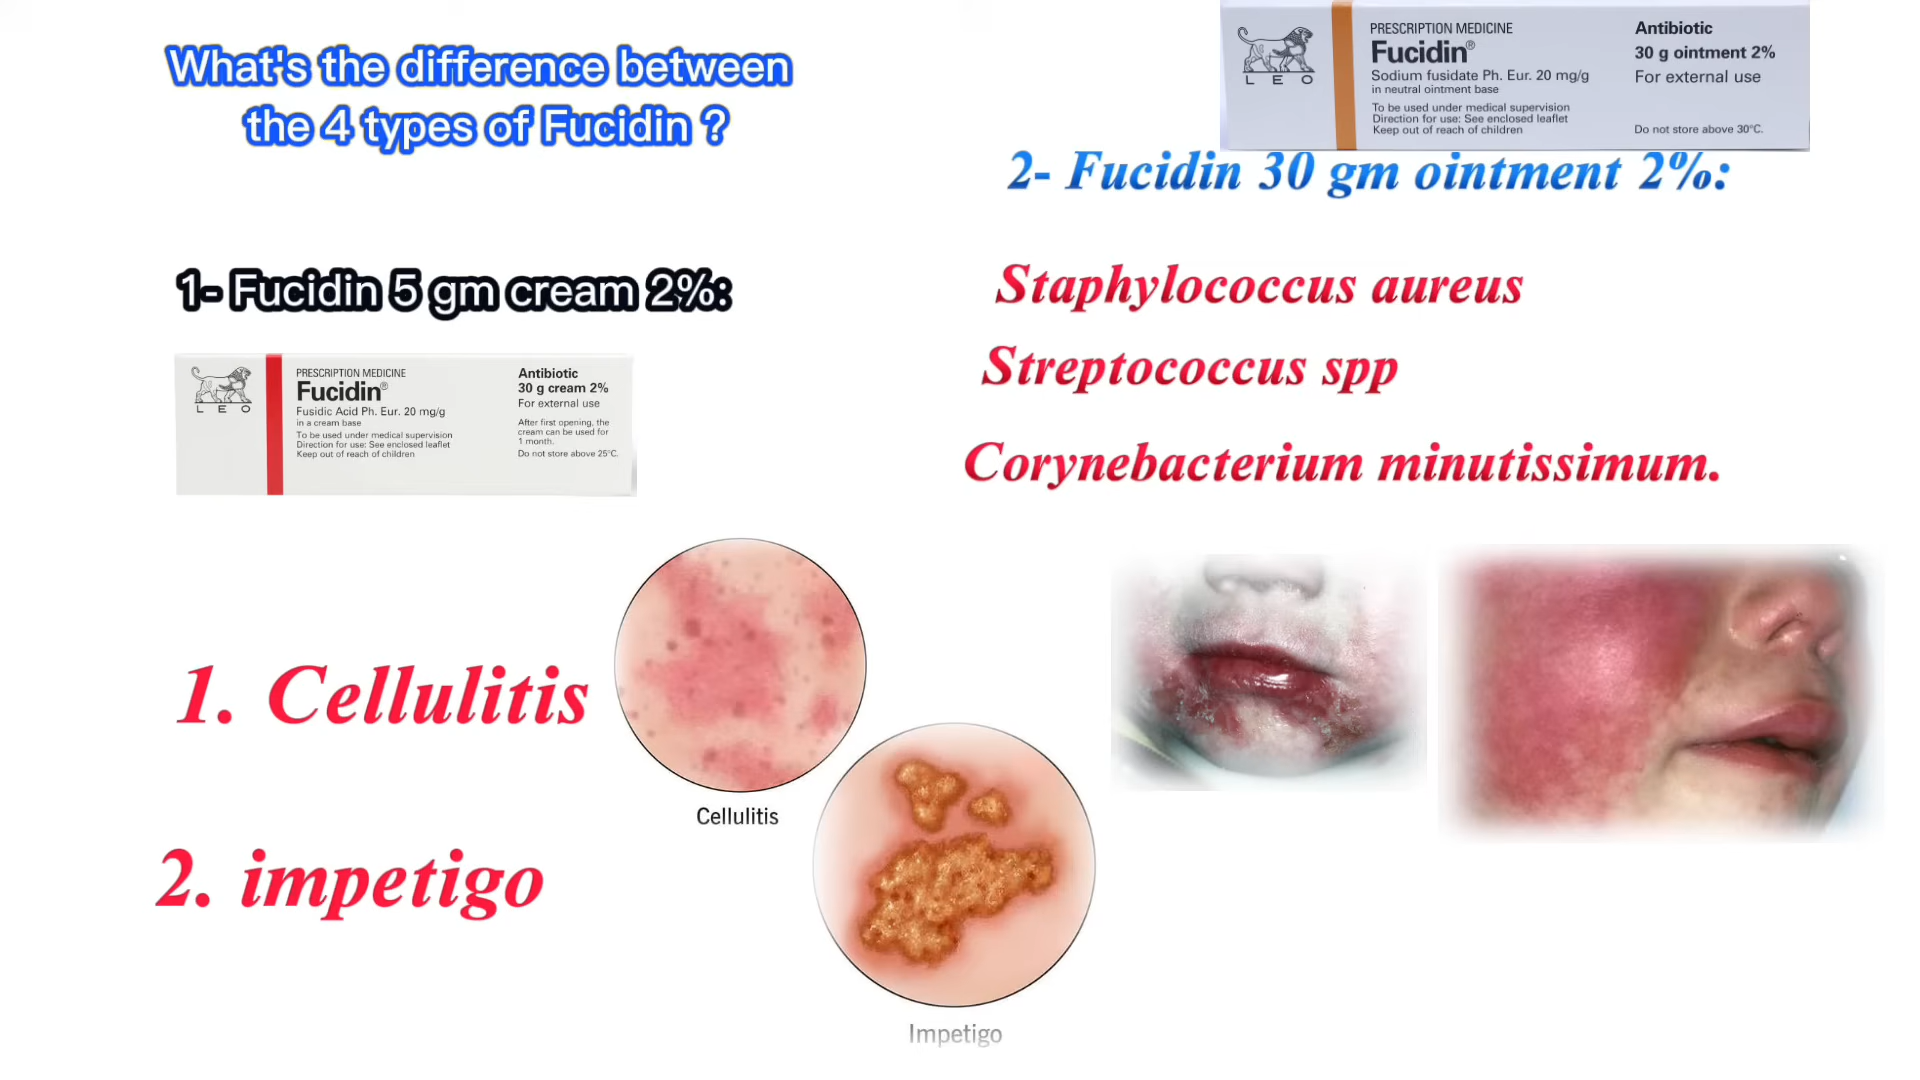 What's the difference between
the 4 types of Fucidin ?
1- Fucidin 5 gm cream 2%:
LEO
PRESCRIPTION MEDICINE
Fucidin®
Fusidic Acid Ph. Eur. 20 mg/g
in a cream base
To be used under medical supervision
Direction for use: See enclosed leaflet
Keep out of reach of children
Antibiotic
30 g cream 2%
For external use
After first opening, the
cream can be used for
1 month.
Do not store above 25°C.
1. Cellulitis
Cellulitis
2. impetigo
Impetigo
LEO
PRESCRIPTION MEDICINE
Fucidin®
Sodium fusidate Ph. Eur. 20 mg/g
in neutral ointment base
To be used under medical supervision
Direction for use: See enclosed leaflet
Keep out of reach of children
Antibiotic
30 g ointment 2%
For external use
Do not store above 30°C.
2- Fucidin 30 gm ointment 2%:
Staphylococcus aureus
Streptococcus spp
Corynebacterium minutissimum.